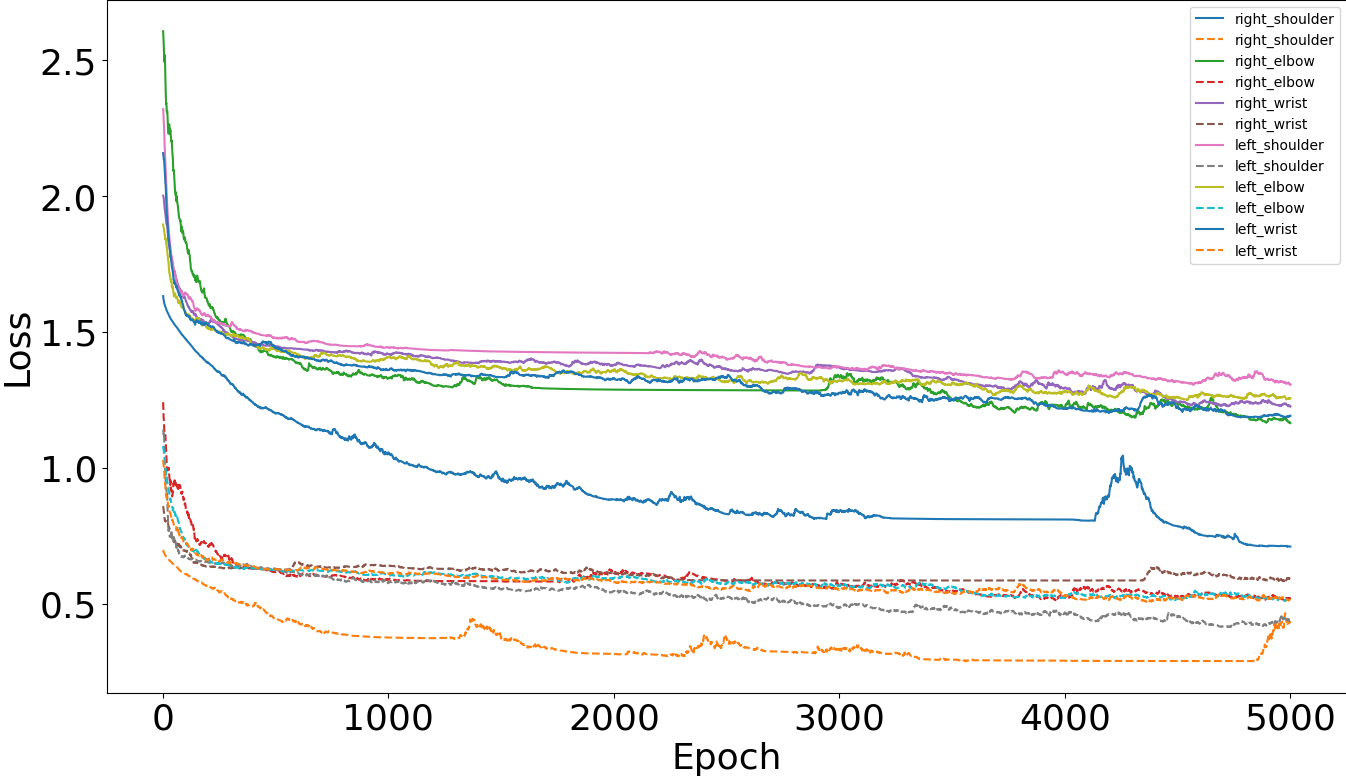 right_shoulder
right_shoulder
right_elbow
right_elbow
right_wrist
right_wrist
left_shoulder
left_shoulder
left_elbow
left_elbow
left_wrist
left_wrist
2.5
2.0
1.5
1.0
0.5
Loss
0 1000 2000 3000 4000 5000
Epoch